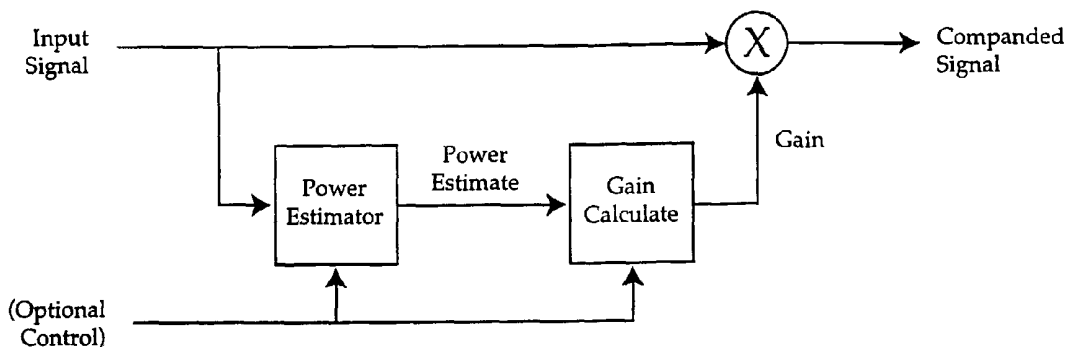 Input
Signal
X
Companded
Signal
Gain
Power
Estimator
Power
Estimate
Gain
Calculate
(Optional
Control)